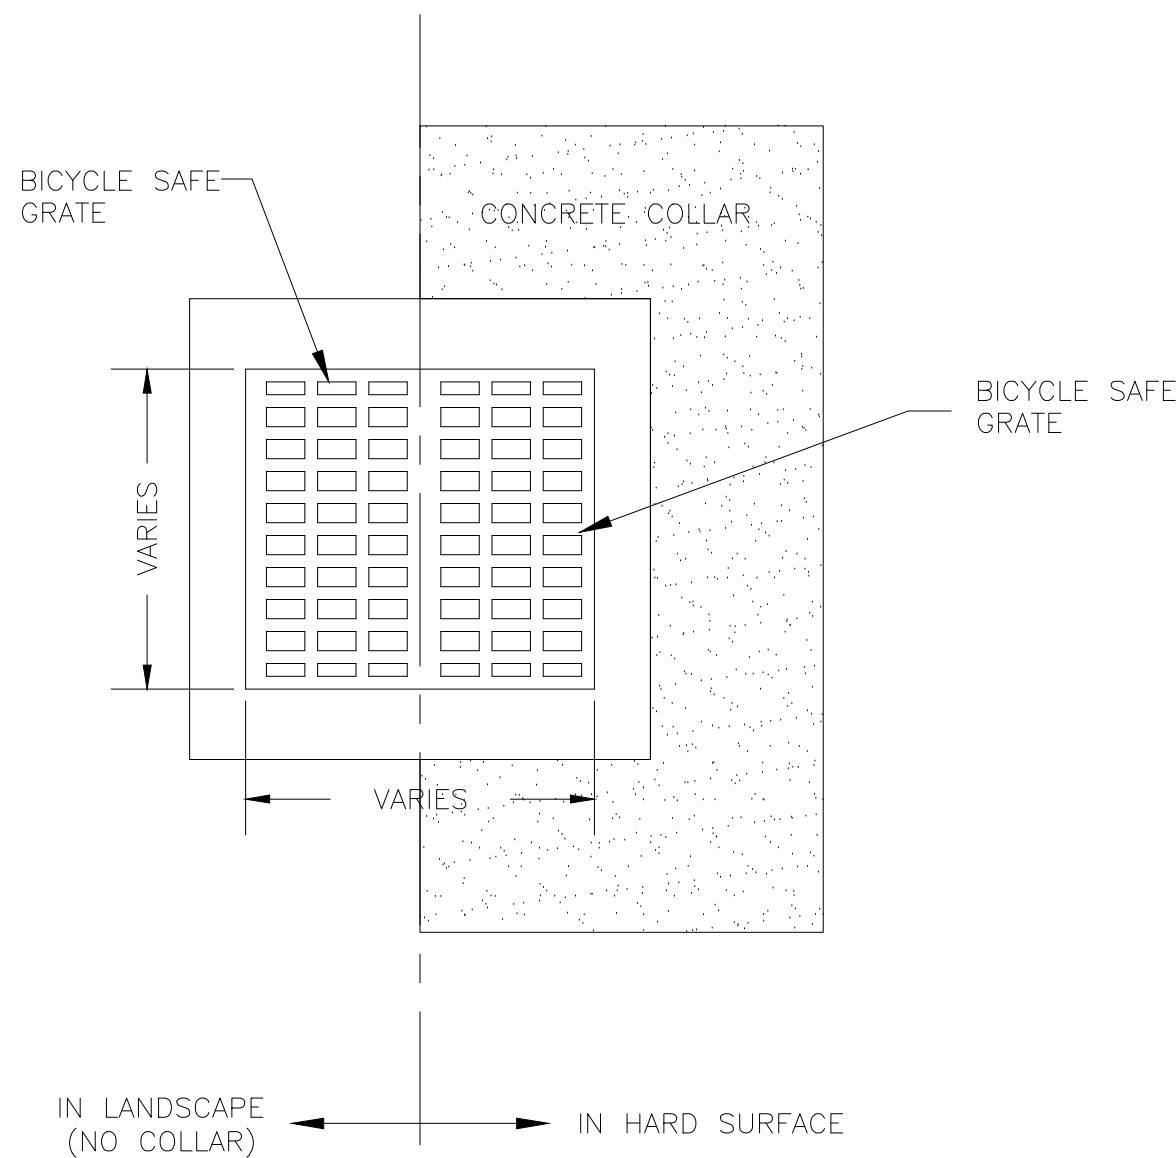 BICYCLE SAFE
GRATE
CONCRETE COLLAR
BICYCLE SAFE
GRATE
VARIES
VARIES
IN LANDSCAPE
(NO COLLAR)
IN HARD SURFACE